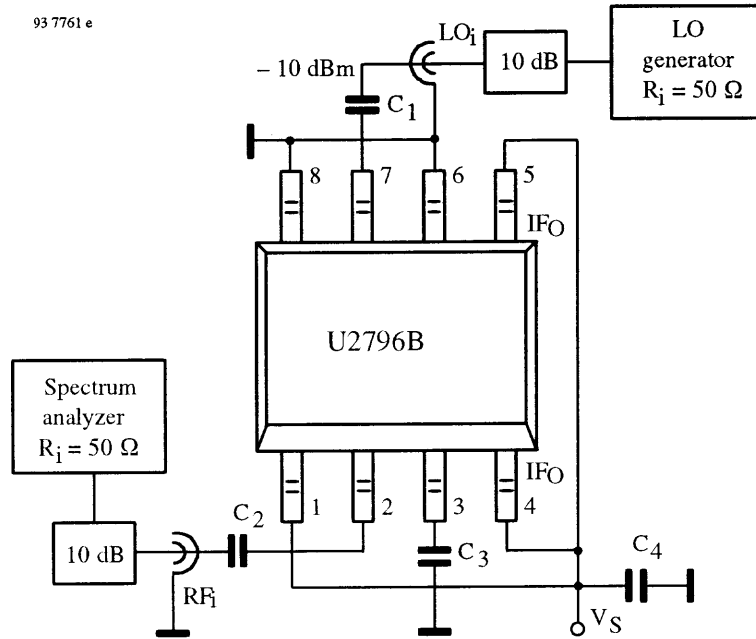 93 7761 e
LOi
LO
generator
Ri = 50 Ω
10 dB
– 10 dBm
C1
8
7
6
5
IFO
U2796B
Spectrum
analyzer
Ri = 50 Ω
IFO
1
2
3
4
C2
10 dB
RFi
C3
C4
VS